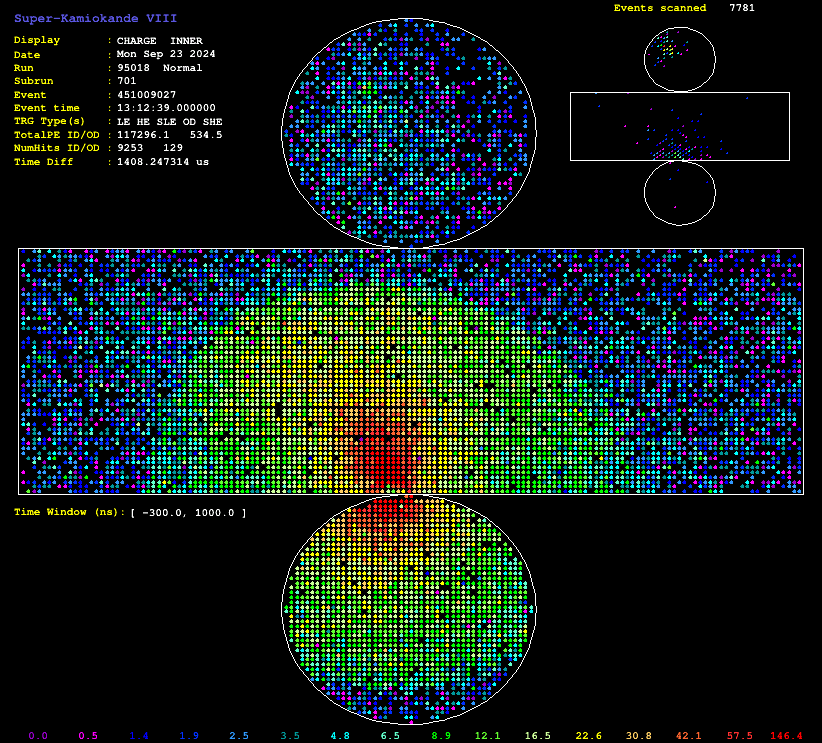 Super-Kamiokande VIII
Events scanned 7781
Display : CHARGE INNER
Date : Mon Sep 23 2024
Run : 95018 Normal
Subrun : 701
Event : 451009027
Event time : 13:12:39.000000
TRG Type(s) : LE HE SLE OD SHE
TotalPE ID/OD : 117296.1 534.5
NumHits ID/OD : 9253 129
Time Diff : 1408.247314 us
Time Window (ns): [ -300.0, 1000.0 ]
0.0 0.5 1.4 1.9 2.5 3.5 4.8 6.5 8.9 12.1 16.5 22.6 30.8 42.1 57.5 146.4